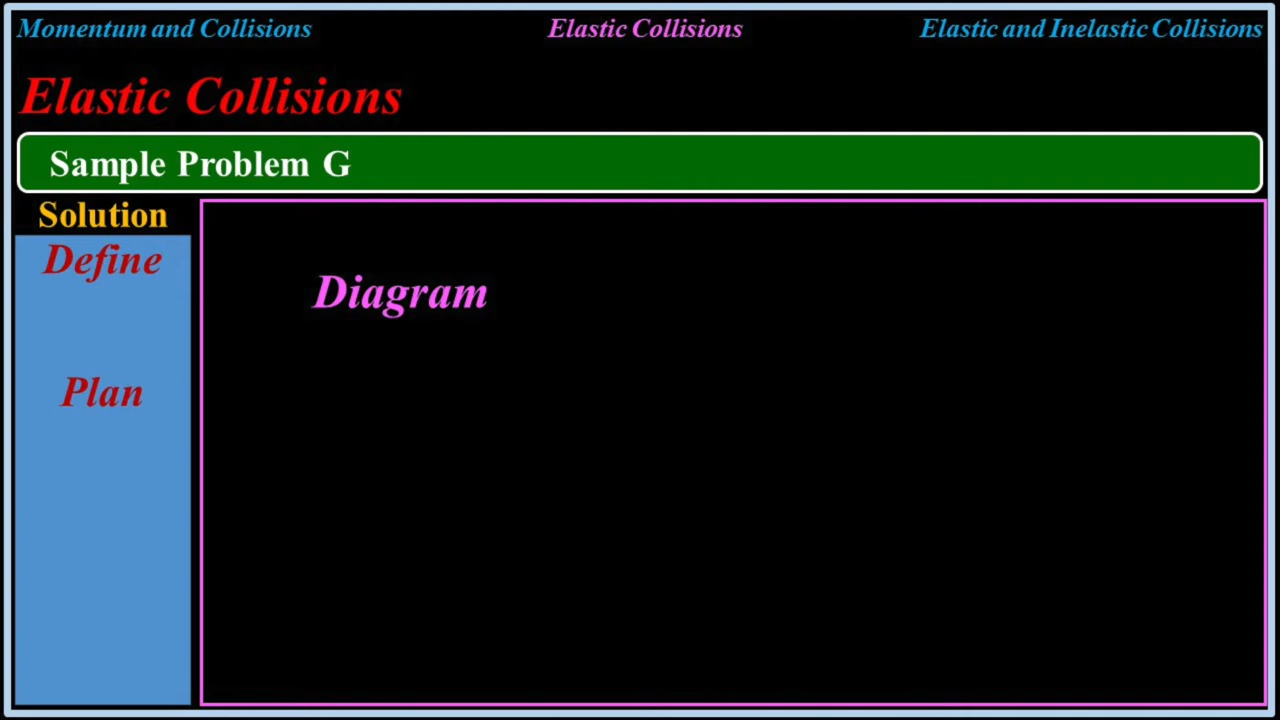 Momentum and Collisions
Elastic Collisions
Elastic and Inelastic Collisions
Elastic Collisions
Sample Problem G
Solution
Define
Diagram
Plan